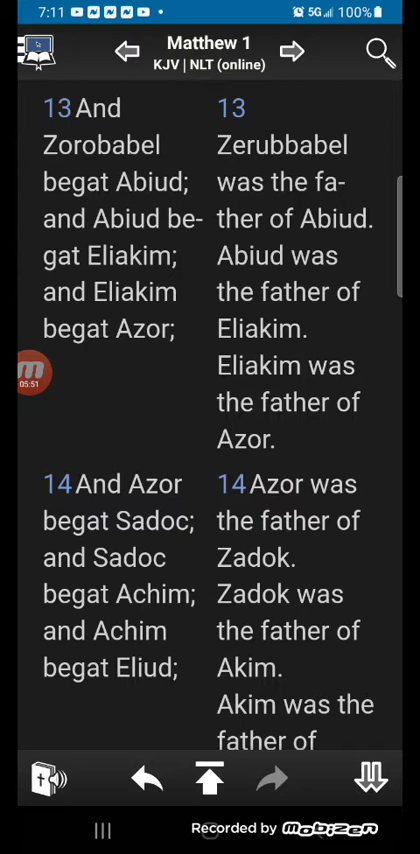 7:11
5G 100%
Matthew 1
KJV | NLT (online)
13 And
Zorobabel
begat Abiud;
and Abiud be-
gat Eliakim;
and Eliakim
begat Azor;
13
Zerubbabel
was the fa-
ther of Abiud.
Abiud was
the father of
Eliakim.
Eliakim was
the father of
Azor.
05:51
14 And Azor
begat Sadoc;
and Sadoc
begat Achim;
and Achim
begat Eliud;
14 Azor was
the father of
Zadok.
Zadok was
the father of
Akim.
Akim was the
father of
Recorded by mobizen